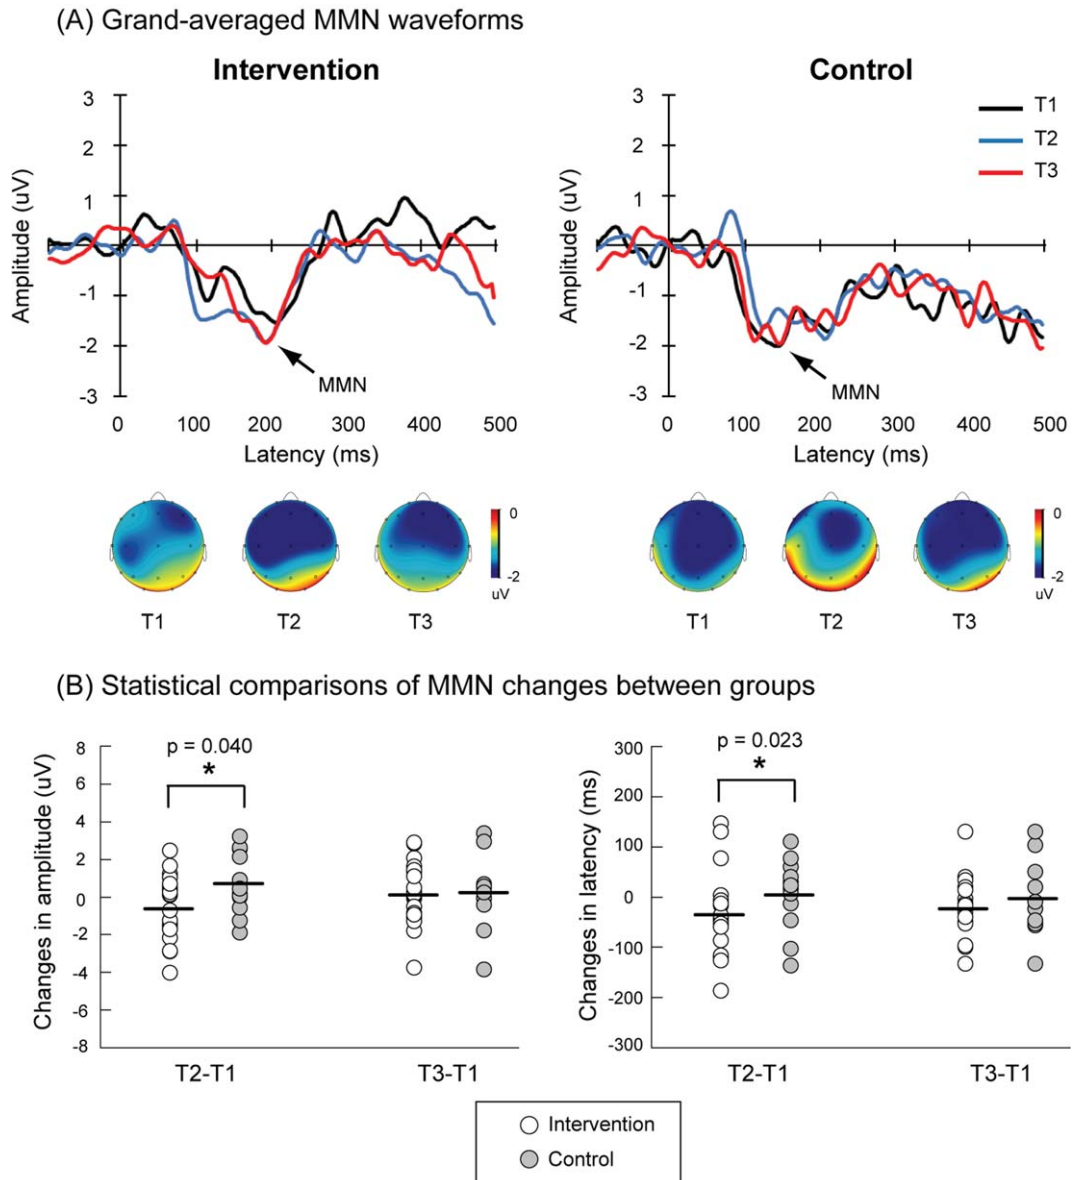 (A) Grand-averaged MMN waveforms
Intervention
Control
3
2
1
0
-1
-2
-3
Amplitude (uV)
MMN
0 100 200 300 400 500
Latency (ms)
3
2
1
0
-1
-2
-3
Amplitude (uV)
T1
T2
T3
MMN
0 100 200 300 400 500
Latency (ms)
0
-2
uV
T1 T2 T3
0
-2
uV
T1 T2 T3
(B) Statistical comparisons of MMN changes between groups
8
6
4
2
0
-2
-4
-6
-8
Changes in amplitude (uV)
p = 0.040
*
T2-T1 T3-T1
300
200
100
0
-100
-200
-300
Changes in latency (ms)
p = 0.023
*
T2-T1 T3-T1
Intervention
Control